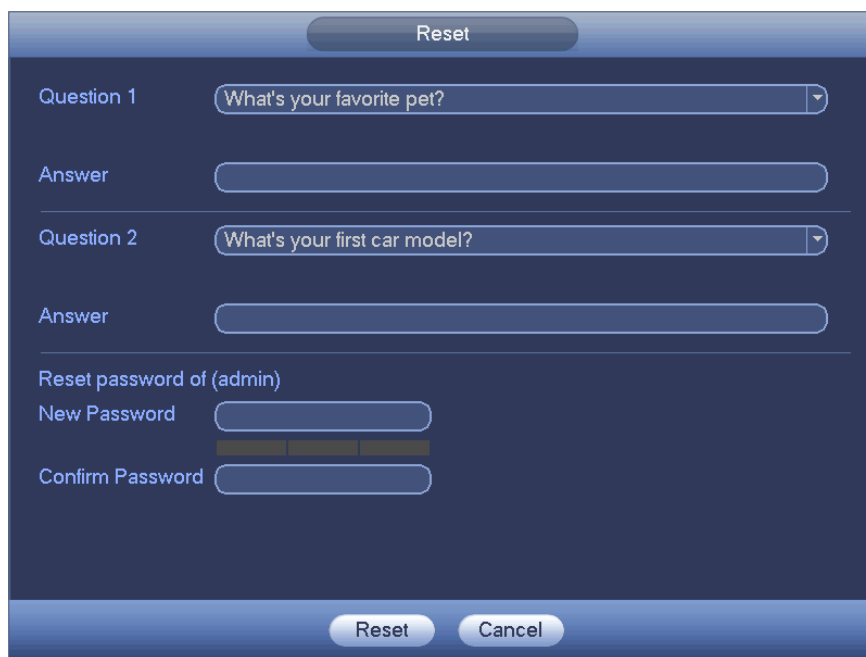 Reset
Question 1 What's your favorite pet?
Answer
Question 2 What's your first car model?
Answer
Reset password of (admin)
New Password
Confirm Password
Reset Cancel